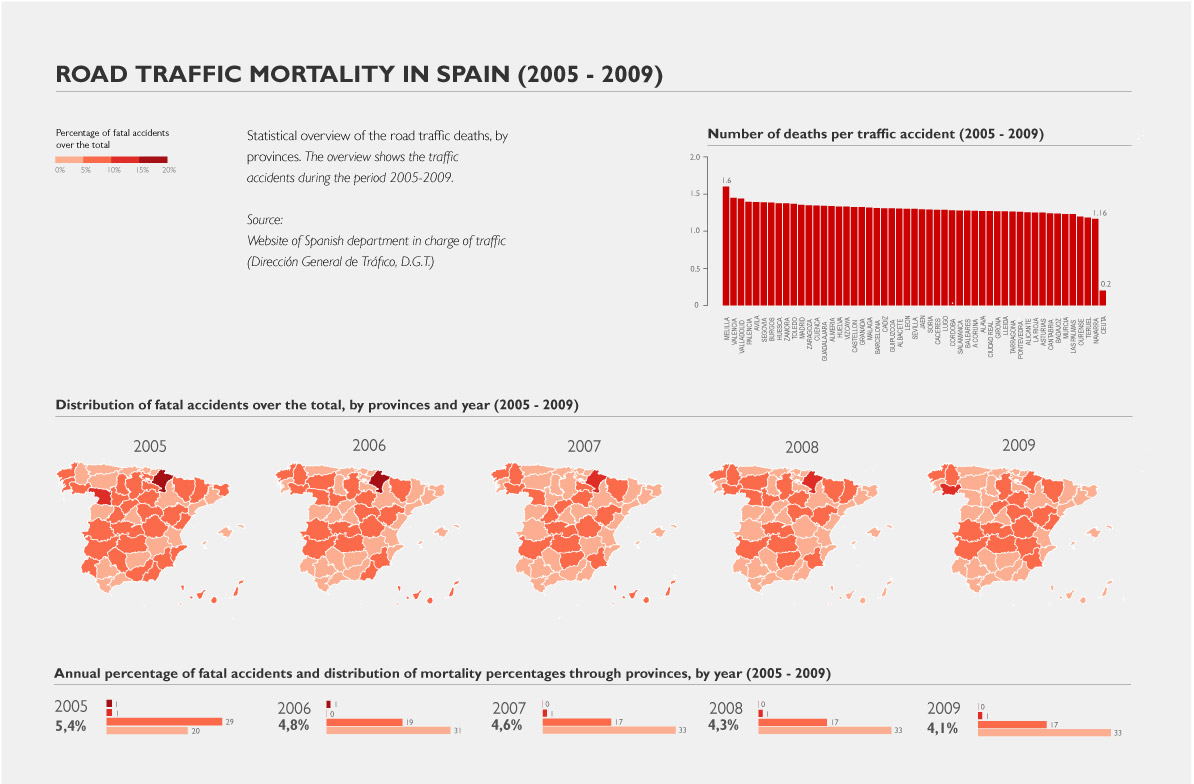 ROAD TRAFFIC MORTALITY IN SPAIN (2005 - 2009)
Percentage of fatal accidents
over the total
0% 5% 10% 15% 20%
Statistical overview of the road traffic deaths, by
provinces. The overview shows the traffic
accidents during the period 2005-2009.
Source:
Website of Spanish department in charge of traffic
(Dirección General de Tráfico, D.G.T.)
Number of deaths per traffic accident (2005 - 2009)
2.0
1.5
1.0
0.5
0
1.6
1.16
0.2
MELILLA
VALENCIA
VALLADOLID
PALENCIA
AVILA
SEGOVIA
BURGOS
HUESCA
ZAMORA
TOLEDO
MADRID
ZARAGOZA
CUENCA
GUADALAJARA
ALMERIA
HUELVA
VIZCAYA
CASTELLON
GRANADA
MALAGA
BARCELONA
CADIZ
GUIPUZCOA
ALBACETE
LEON
SEVILLA
JAEN
SORIA
CACERES
LUGO
CORDOBA
SALAMANCA
BALEARES
A CORUNA
ALAVA
CIUDAD REAL
GIRONA
LLEIDA
TARRAGONA
PONTEVEDRA
ALICANTE
LA RIOJA
ASTURIAS
CANTABRIA
BADAJOZ
MURCIA
LAS PALMAS
OURENSE
TERUEL
NAVARRA
CEUTA
Distribution of fatal accidents over the total, by provinces and year (2005 - 2009)
2005 2006 2007 2008 2009
Annual percentage of fatal accidents and distribution of mortality percentages through provinces, by year (2005 - 2009)
2005
5,4%
1
1
29
20
2006
4,8%
1
0
19
31
2007
4,6%
0
1
17
33
2008
4,3%
0
1
17
33
2009
4,1%
0
1
17
33